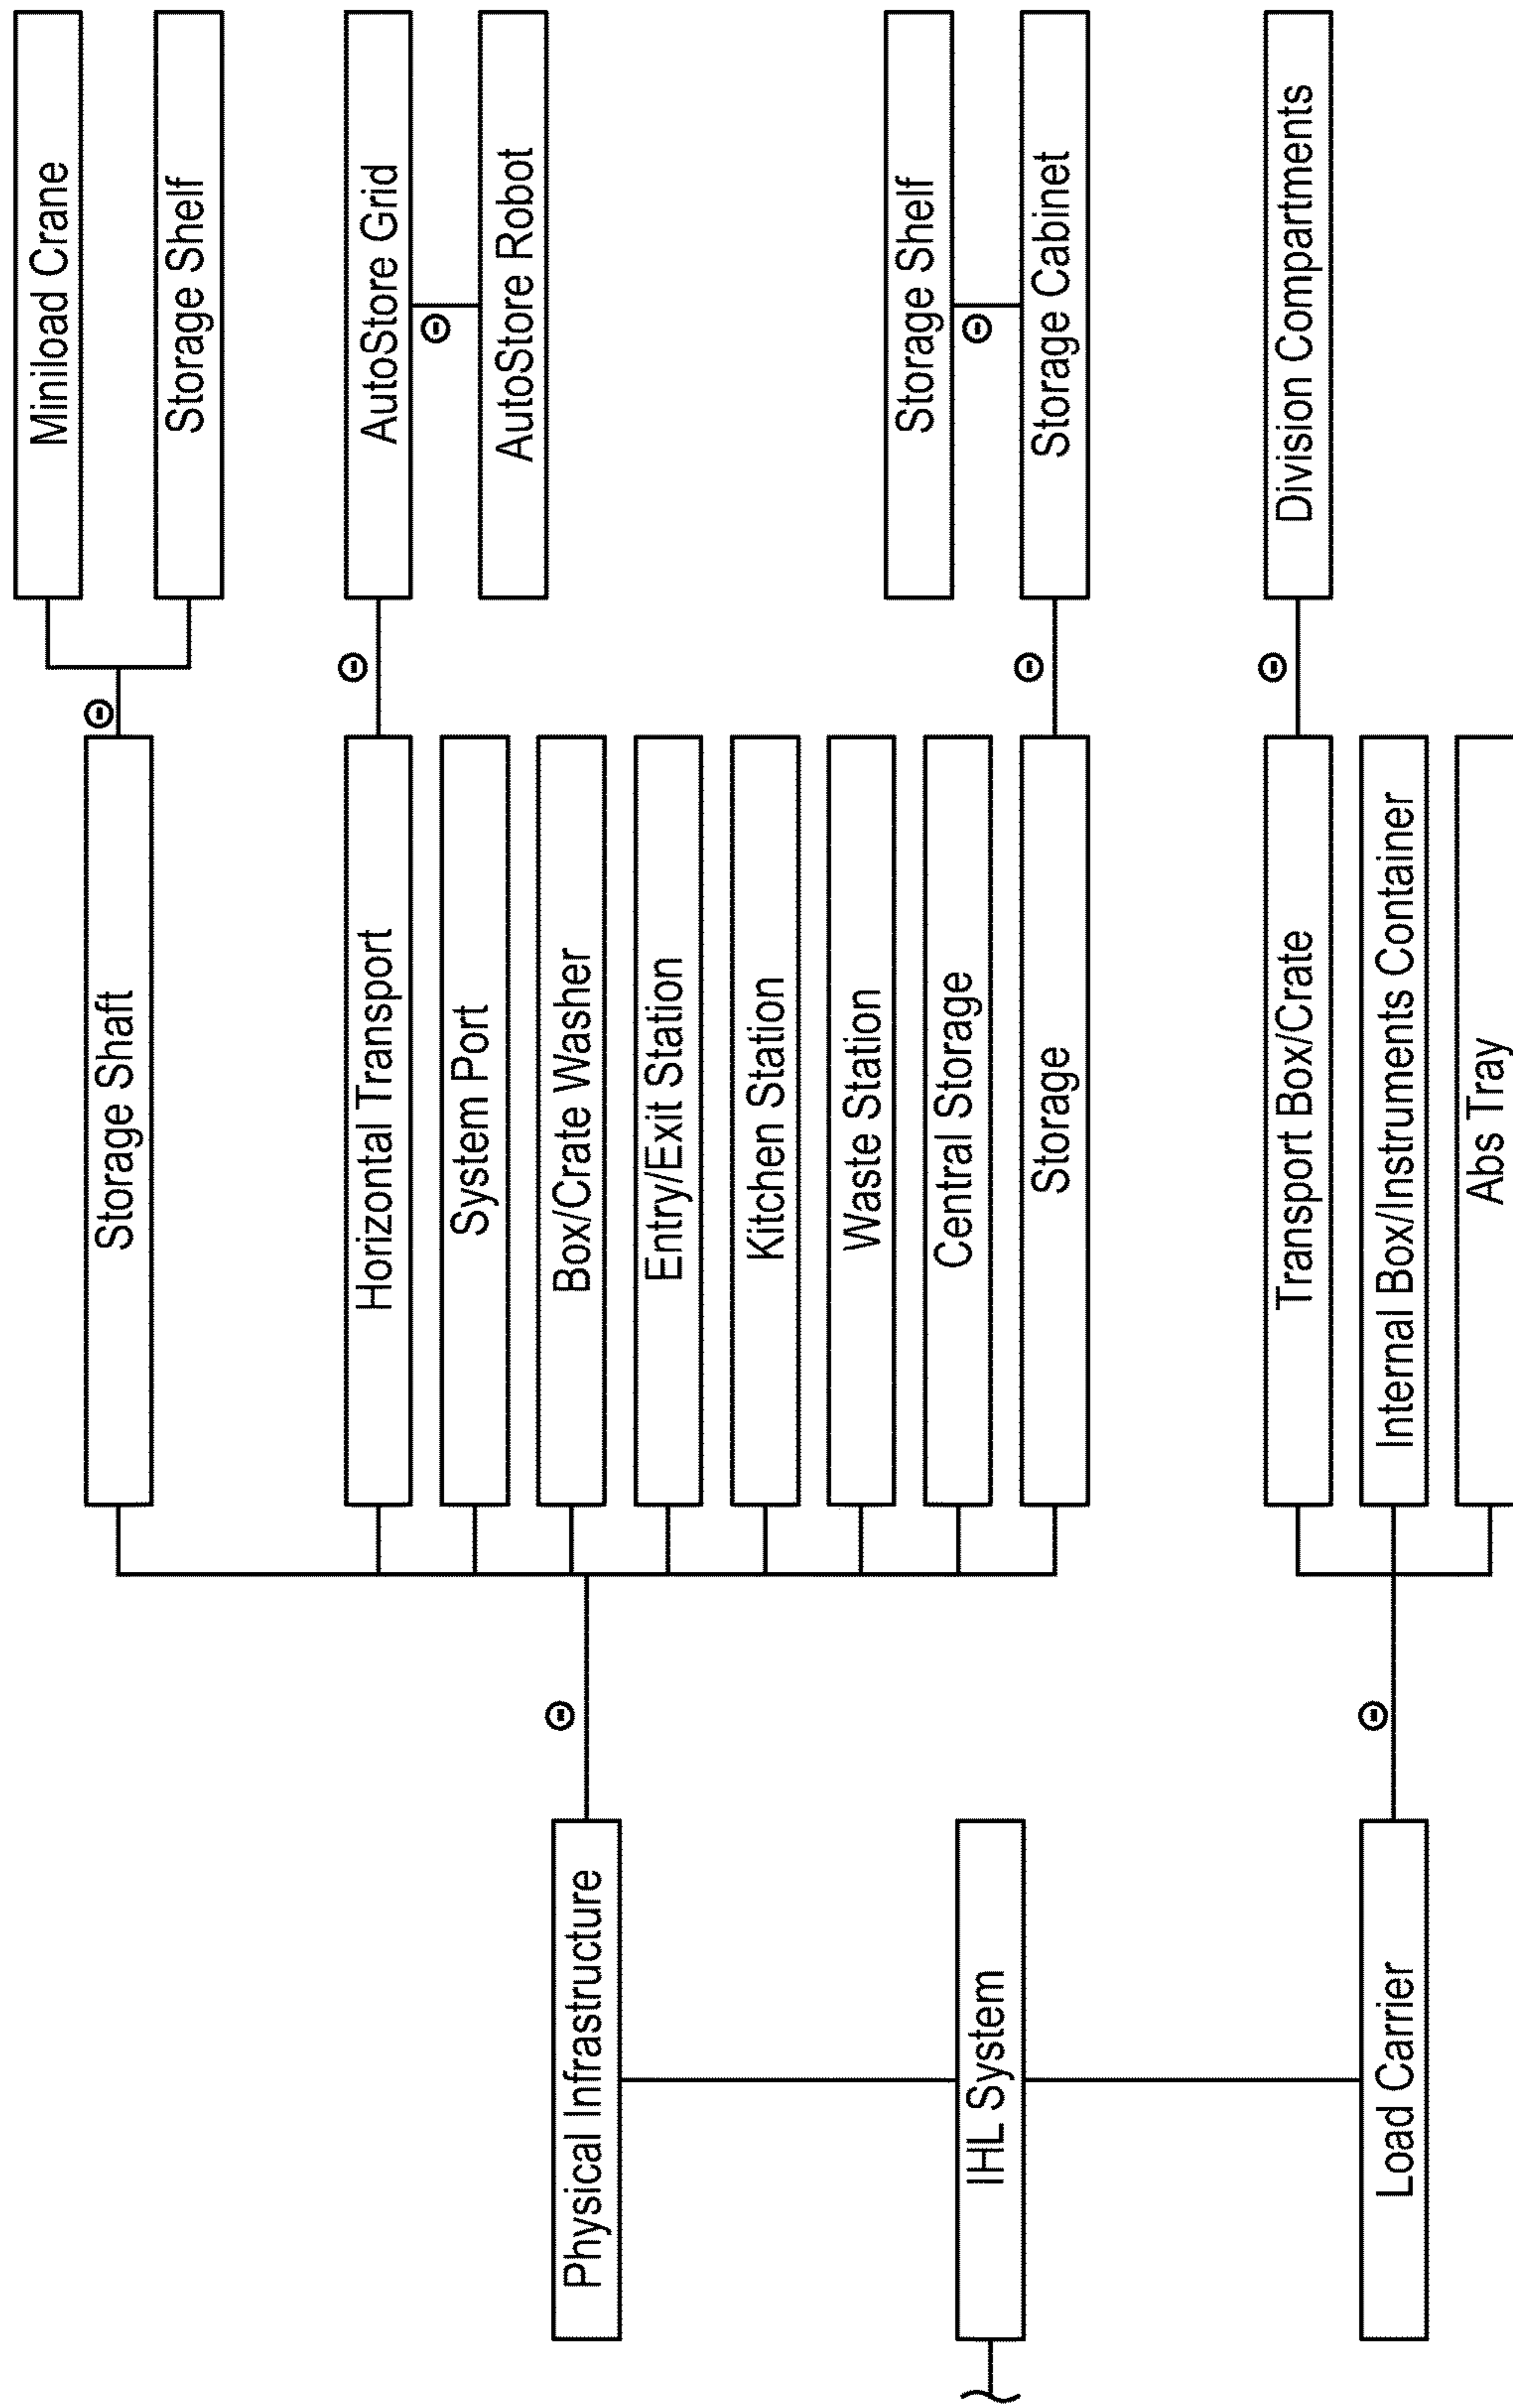 Miniload Crane
Storage Shaft
Storage Shelf
Horizontal Transport
AutoStore Grid
System Port
AutoStore Robot
Physical Infrastructure
Box/Crate Washer
Entry/Exit Station
Kitchen Station
Waste Station
Storage Shelf
IHL System
Central Storage
Storage
Storage Cabinet
Transport Box/Crate
Division Compartments
Load Carrier
Internal Box/Instruments Container
Abs Tray